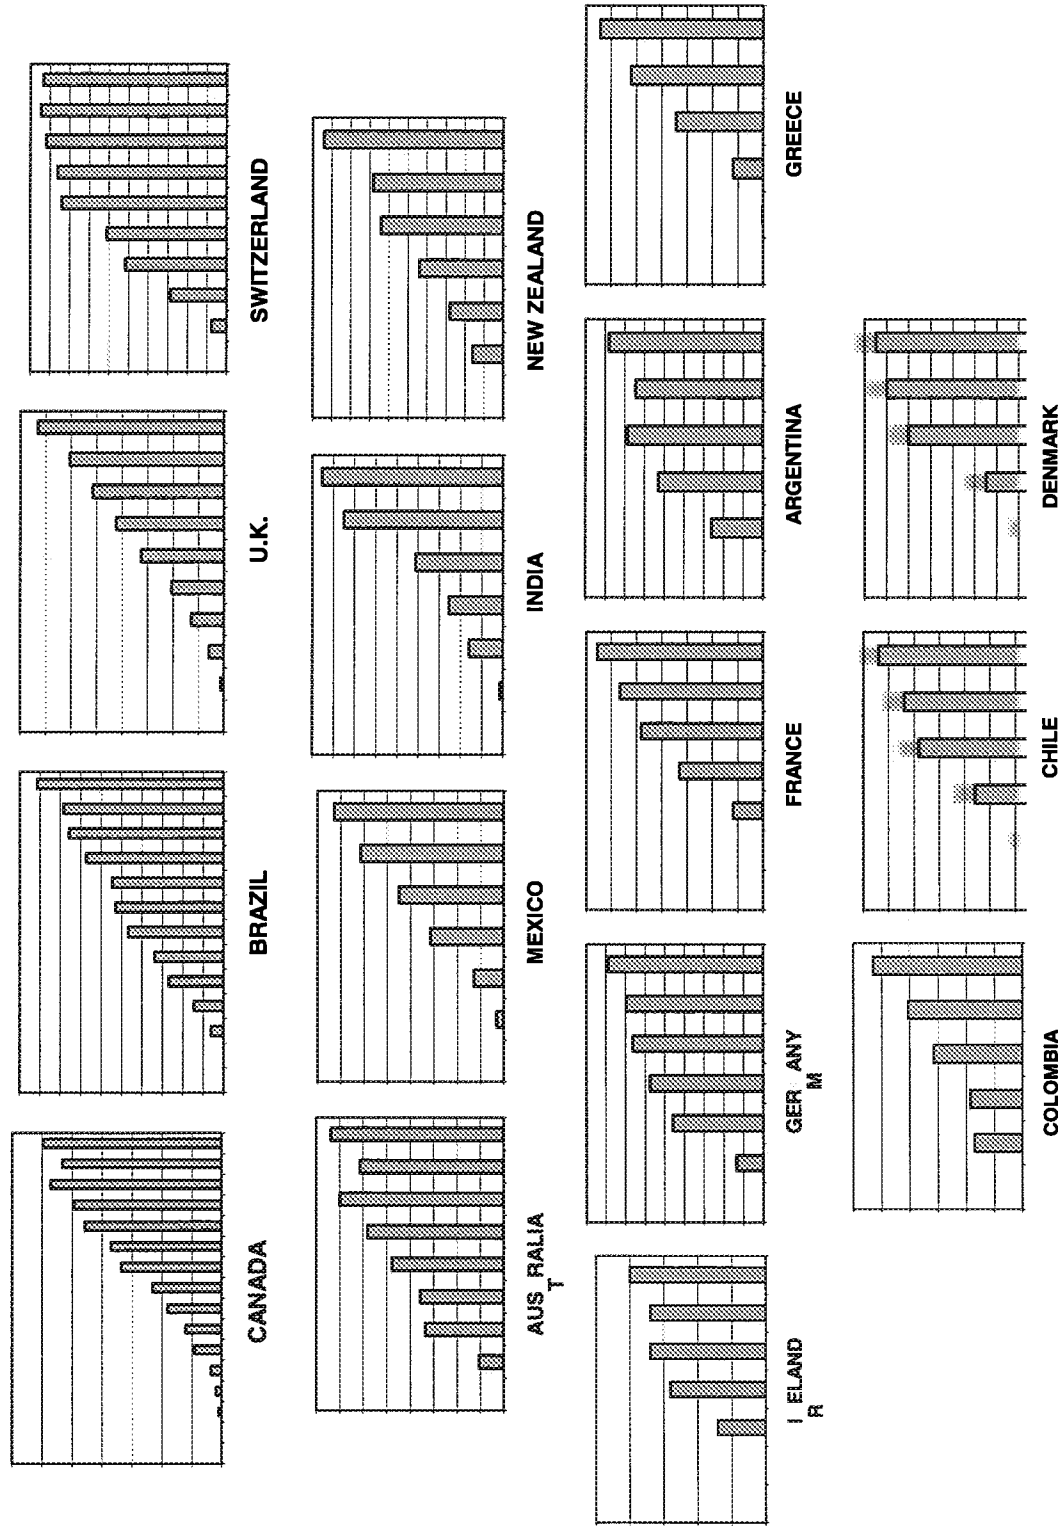 CANADA
BRAZIL
U.K.
SWITZERLAND
AUSTRALIA
MEXICO
INDIA
NEW ZEALAND
IRELAND
GERMANY
FRANCE
ARGENTINA
GREECE
COLOMBIA
CHILE
DENMARK